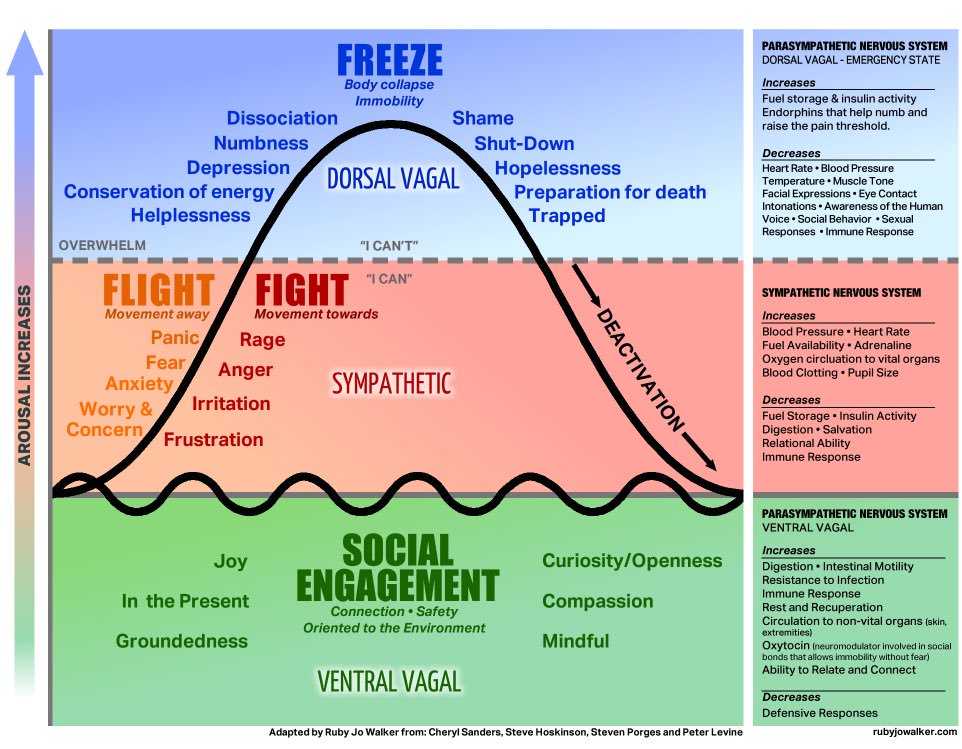 AROUSAL INCREASES
FREEZE
Body collapse
Immobility
Dissociation
Numbness
Depression
Conservation of energy
Helplessness
Shame
Shut-Down
Hopelessness
Preparation for death
Trapped
DORSAL VAGAL
OVERWHELM
"I CAN'T"
"I CAN"
FLIGHT
Movement away
Panic
Fear
Anxiety
Worry &
Concern
FIGHT
Movement towards
Rage
Anger
Irritation
Frustration
SYMPATHETIC
DEACTIVATION
SOCIAL
ENGAGEMENT
Connection • Safety
Oriented to the Environment
Joy
In the Present
Groundedness
Curiosity/Openness
Compassion
Mindful
VENTRAL VAGAL
PARASYMPATHETIC NERVOUS SYSTEM
DORSAL VAGAL - EMERGENCY STATE
Increases
Fuel storage & insulin activity
Endorphins that help numb and
raise the pain threshold.
Decreases
Heart Rate • Blood Pressure
Temperature • Muscle Tone
Facial Expressions • Eye Contact
Intonations • Awareness of the Human
Voice • Social Behavior • Sexual
Responses • Immune Response
SYMPATHETIC NERVOUS SYSTEM
Increases
Blood Pressure • Heart Rate
Fuel Availability • Adrenaline
Oxygen circluation to vital organs
Blood Clotting • Pupil Size
Decreases
Fuel Storage • Insulin Activity
Digestion • Salvation
Relational Ability
Immune Response
PARASYMPATHETIC NERVOUS SYSTEM
VENTRAL VAGAL
Increases
Digestion • Intestinal Motility
Resistance to Infection
Immune Response
Rest and Recuperation
Circulation to non-vital organs (skin,
extremities)
Oxytocin (neuromodulator involved in social
bonds that allows immobility without fear)
Ability to Relate and Connect
Decreases
Defensive Responses
Adapted by Ruby Jo Walker from: Cheryl Sanders, Steve Hoskinson, Steven Porges and Peter Levine
rubyjowalker.com